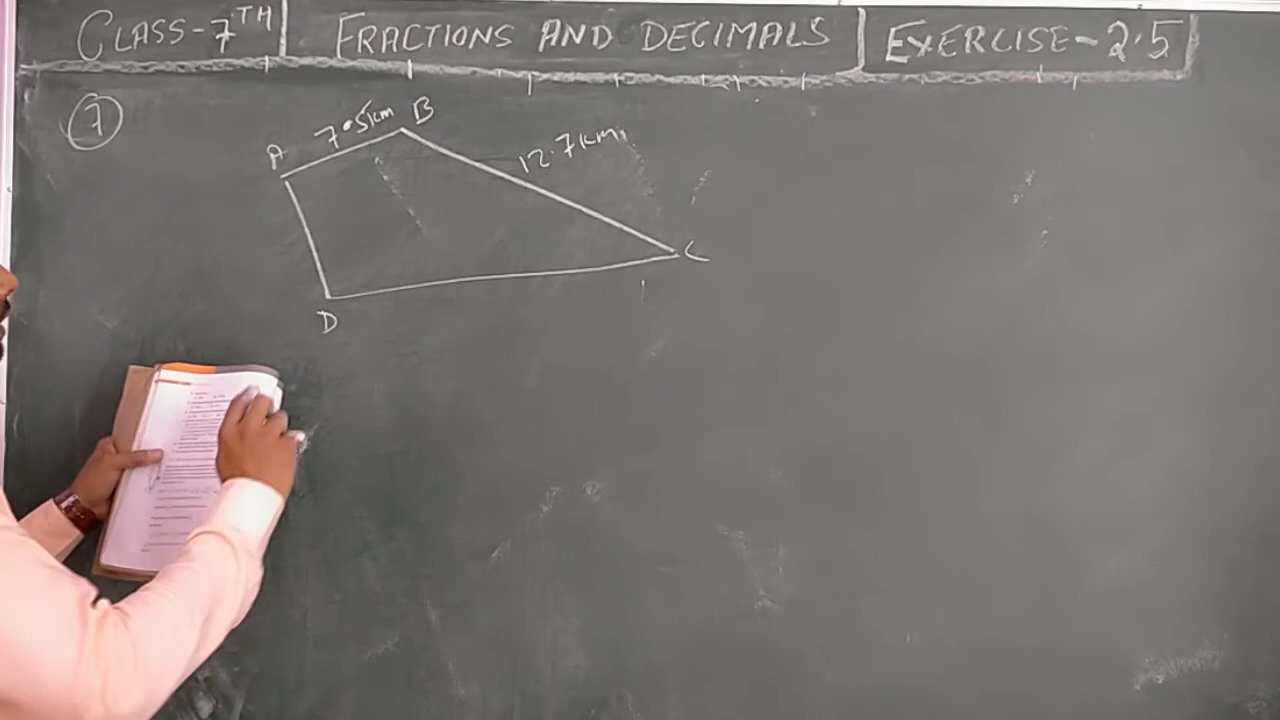 CLASS-7TH FRACTIONS AND DECIMALS EXERCISE-2.5
7
A 7.5km B
12.7km
C
D